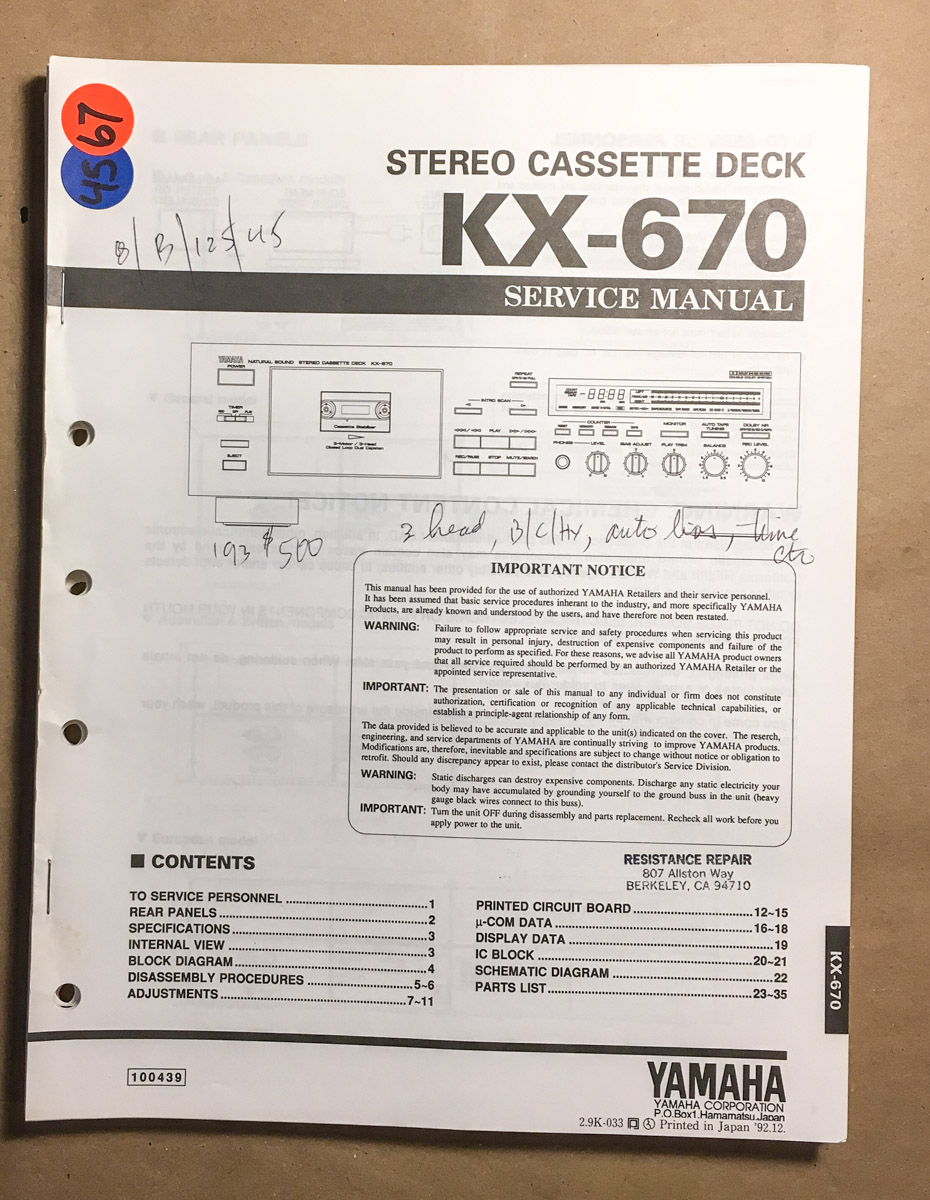 67
45
STEREO CASSETTE DECK
KX-670
B/B/125/45
SERVICE MANUAL
YAMAHA NATURAL SOUND STEREO CASSETTE DECK KX-670
POWER
REPEAT
TIMER
INTRO SCAN
LEFT
RIGHT
COUNTER
RESET MEMORY
MONITOR
AUTO TAPE TUNING
DOLBY NR
Cassette Stabilizer
3-Motor / 3-Head
Closed Loop Dual Capstan
PLAY
EJECT
REC/PAUSE STOP MUTE/SEARCH
PHONES LEVEL BIAS ADJUST PLAY TRIM BALANCE REC LEVEL
3 head, B/C/Hx, auto bias, time
etc
193 $500
IMPORTANT NOTICE
This manual has been provided for the use of authorized YAMAHA Retailers and their service personnel.
It has been assumed that basic service procedures inherant to the industry, and more specifically YAMAHA
Products, are already known and understood by the users, and have therefore not been restated.
WARNING: Failure to follow appropriate service and safety procedures when servicing this product
may result in personal injury, destruction of expensive components and failure of the
product to perform as specified. For these reasons, we advise all YAMAHA product owners
that all service required should be performed by an authorized YAMAHA Retailer or the
appointed service representative.
IMPORTANT: The presentation or sale of this manual to any individual or firm does not constitute
authorization, certification or recognition of any applicable technical capabilities, or
establish a principle-agent relationship of any form.
The data provided is believed to be accurate and applicable to the unit(s) indicated on the cover. The reserch,
engineering, and service departments of YAMAHA are continually striving to improve YAMAHA products.
Modifications are, therefore, inevitable and specifications are subject to change without notice or obligation to
retrofit. Should any discrepancy appear to exist, please contact the distributor's Service Division.
WARNING: Static discharges can destroy expensive components. Discharge any static electricity your
body may have accumulated by grounding yourself to the ground buss in the unit (heavy
gauge black wires connect to this buss).
IMPORTANT: Turn the unit OFF during disassembly and parts replacement. Recheck all work before you
apply power to the unit.
■ CONTENTS
RESISTANCE REPAIR
807 Allston Way
BERKELEY, CA 94710
TO SERVICE PERSONNEL ........ 1
REAR PANELS ........ 2
SPECIFICATIONS ........ 3
INTERNAL VIEW ........ 3
BLOCK DIAGRAM ........ 4
DISASSEMBLY PROCEDURES ........ 5~6
ADJUSTMENTS ........ 7~11
PRINTED CIRCUIT BOARD ........ 12~15
μ-COM DATA ........ 16~18
DISPLAY DATA ........ 19
IC BLOCK ........ 20~21
SCHEMATIC DIAGRAM ........ 22
PARTS LIST ........ 23~35
KX-670
100439
YAMAHA
YAMAHA CORPORATION
P.O.Box1,Hamamatsu,Japan
2.9K-033 Printed in Japan '92.12.